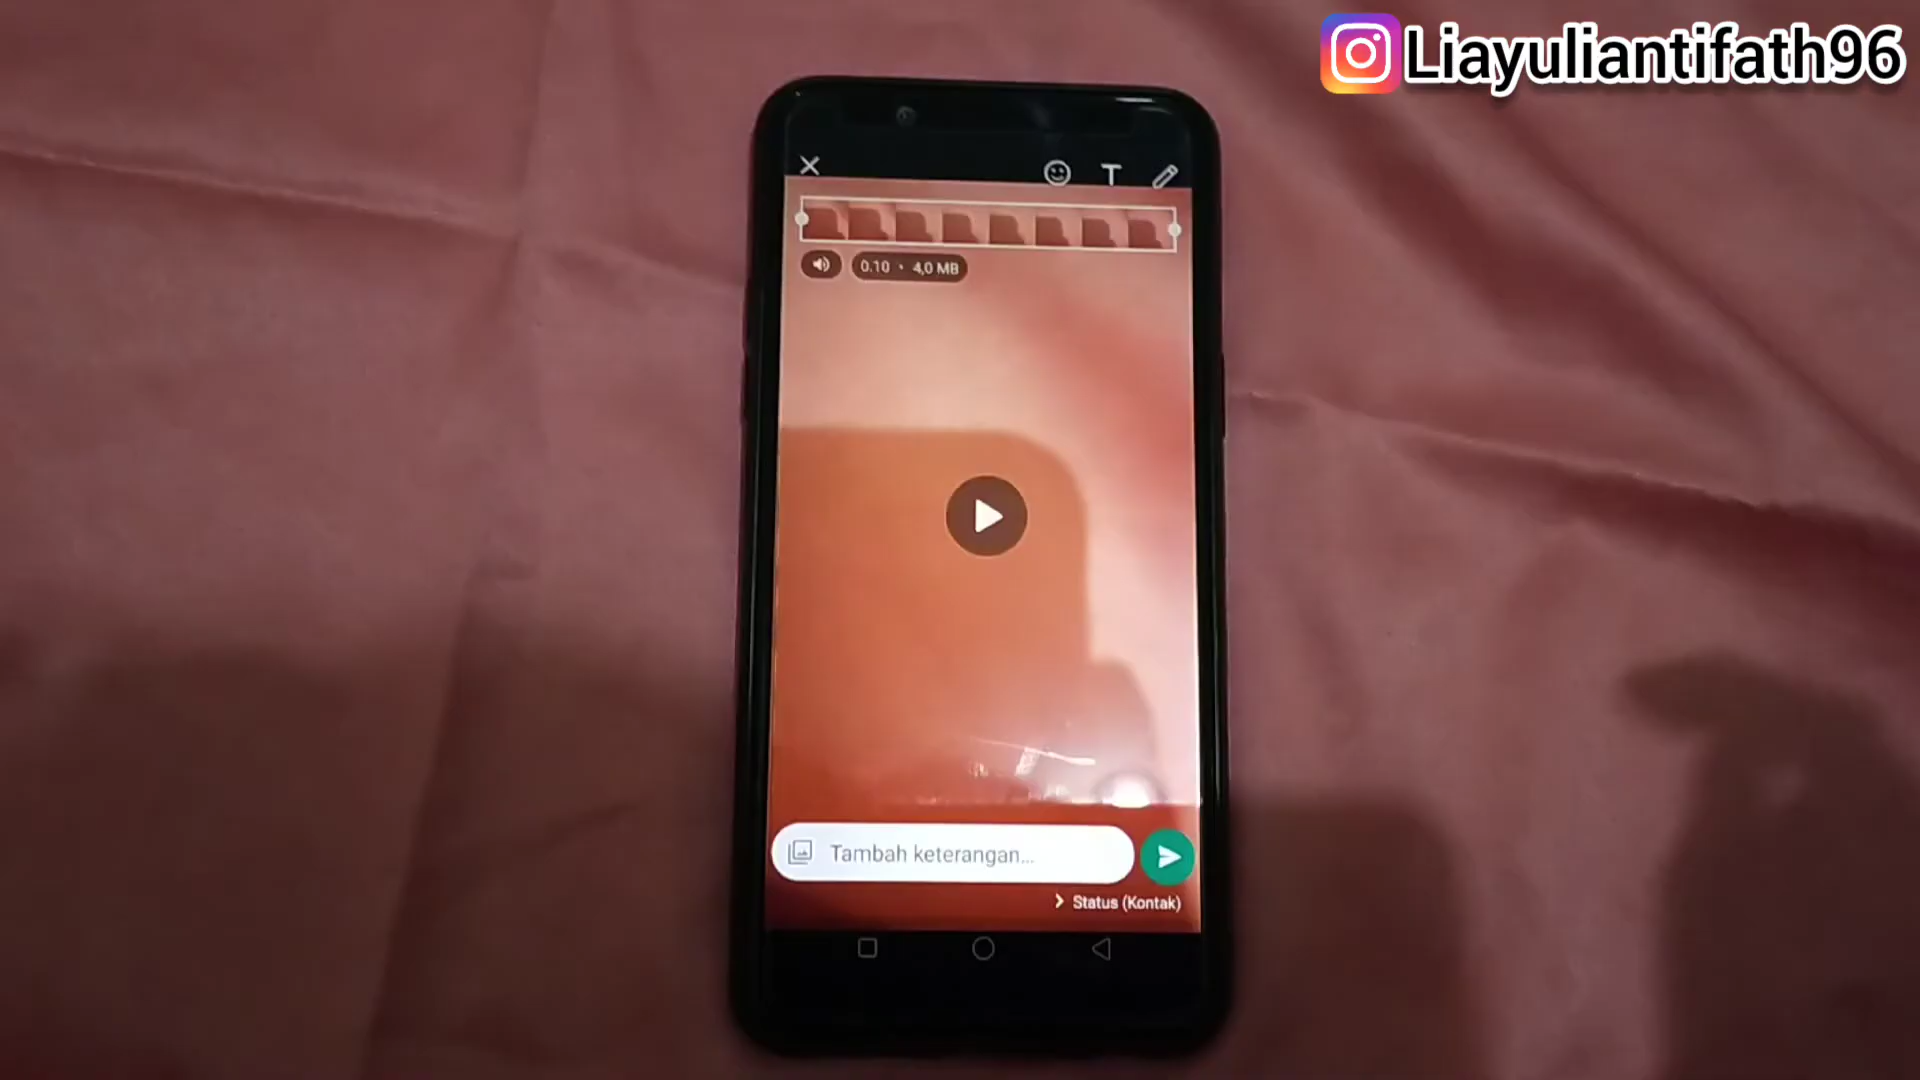 Liayuliantifath96
T
0.10 • 4,0 MB
Tambah keterangan...
Status (Kontak)